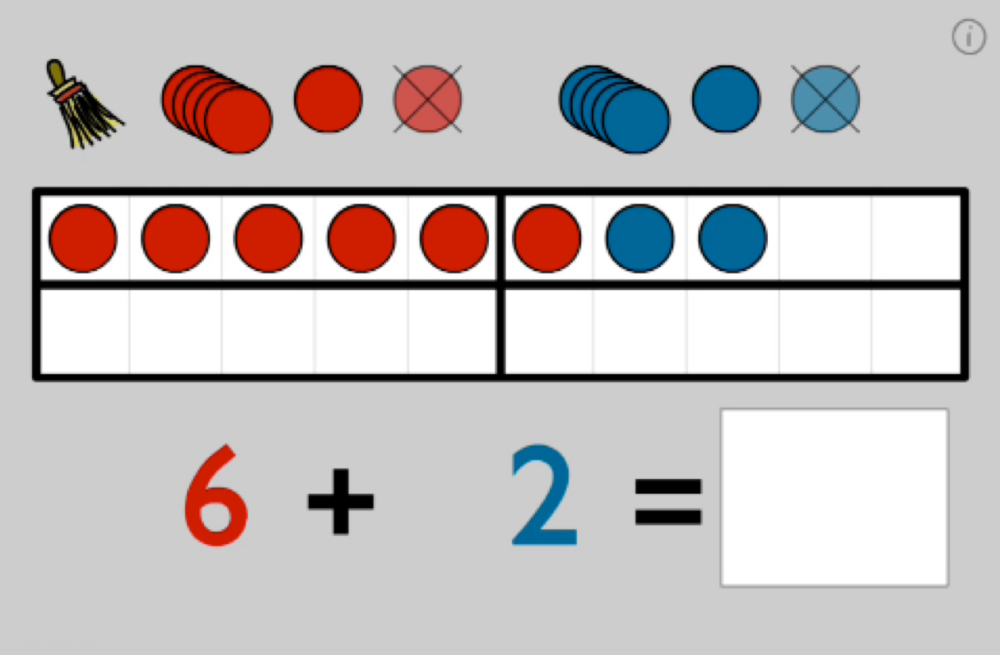 i
6 + 2 =